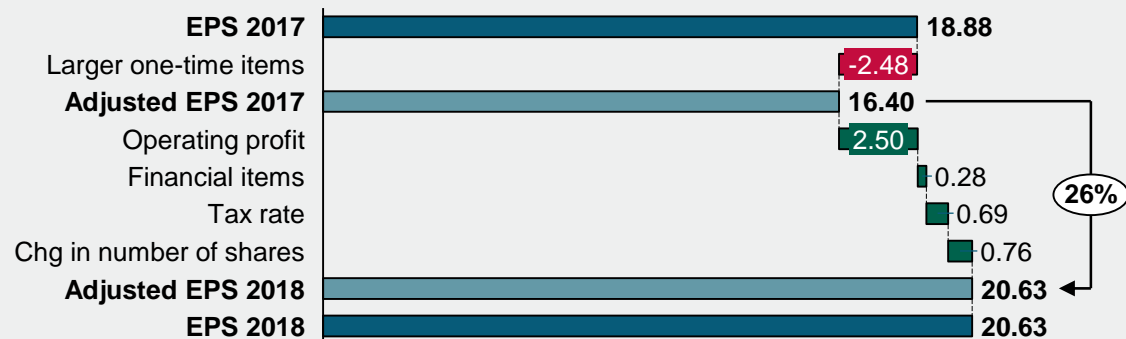 EPS 2017 18.88
Larger one-time items -2.48
Adjusted EPS 2017 16.40
Operating profit 2.50
Financial items 0.28
26%
Tax rate 0.69
Chg in number of shares 0.76
Adjusted EPS 2018 20.63
EPS 2018 20.63